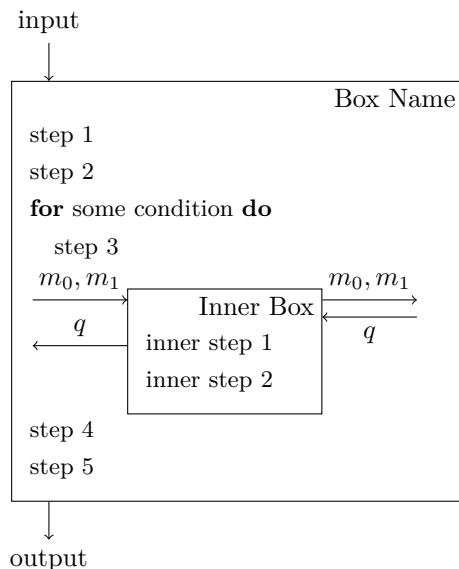 input
Box Name
step 1
step 2
for some condition do
step 3
m₀, m₁
m₀, m₁
Inner Box
q
q
inner step 1
inner step 2
step 4
step 5
output